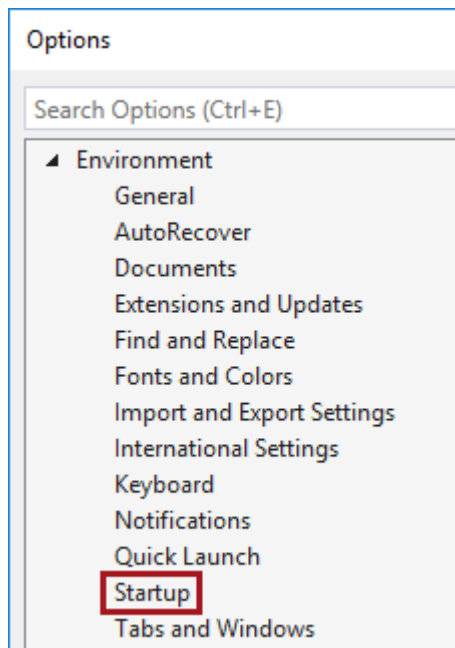 Options
Search Options (Ctrl+E)
Environment
General
AutoRecover
Documents
Extensions and Updates
Find and Replace
Fonts and Colors
Import and Export Settings
International Settings
Keyboard
Notifications
Quick Launch
Startup
Tabs and Windows